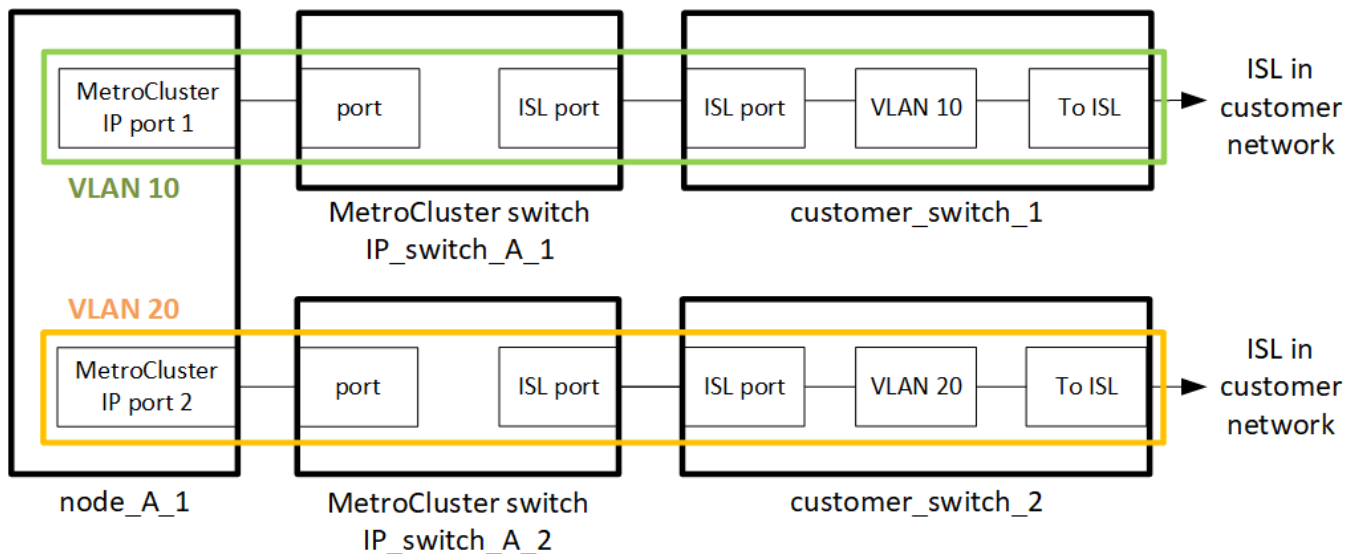 MetroCluster
IP port 1
port
ISL port
ISL port
VLAN 10
To ISL
ISL in
customer
network
VLAN 10
MetroCluster switch
IP_switch_A_1
customer_switch_1
VLAN 20
MetroCluster
IP port 2
port
ISL port
ISL port
VLAN 20
To ISL
ISL in
customer
network
node_A_1
MetroCluster switch
IP_switch_A_2
customer_switch_2